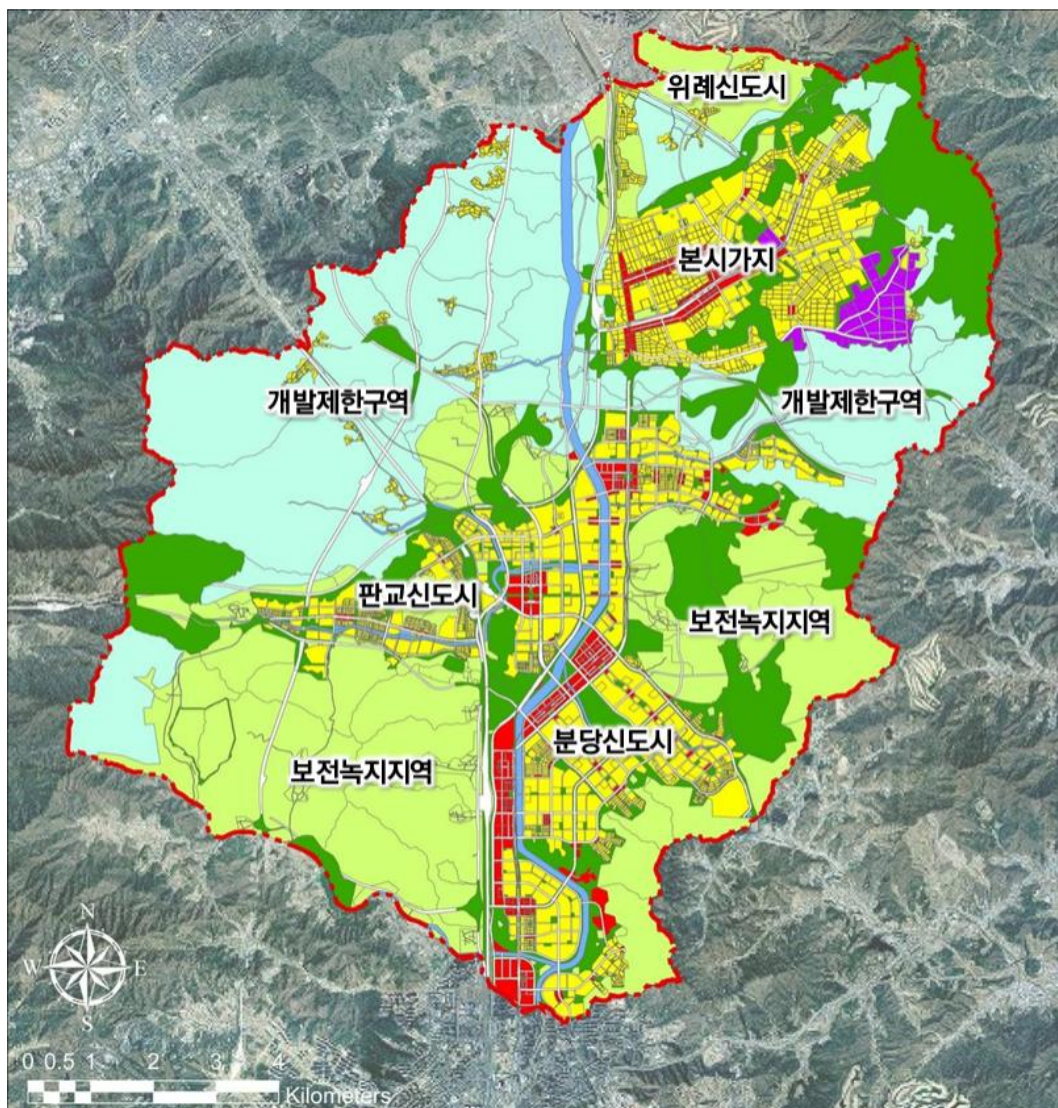 위례신도시
본시가지
개발제한구역
개발제한구역
판교신도시
보전녹지지역
분당신도시
보전녹지지역
N
W E
S
0 0.5 1 2 3 4
Kilometers